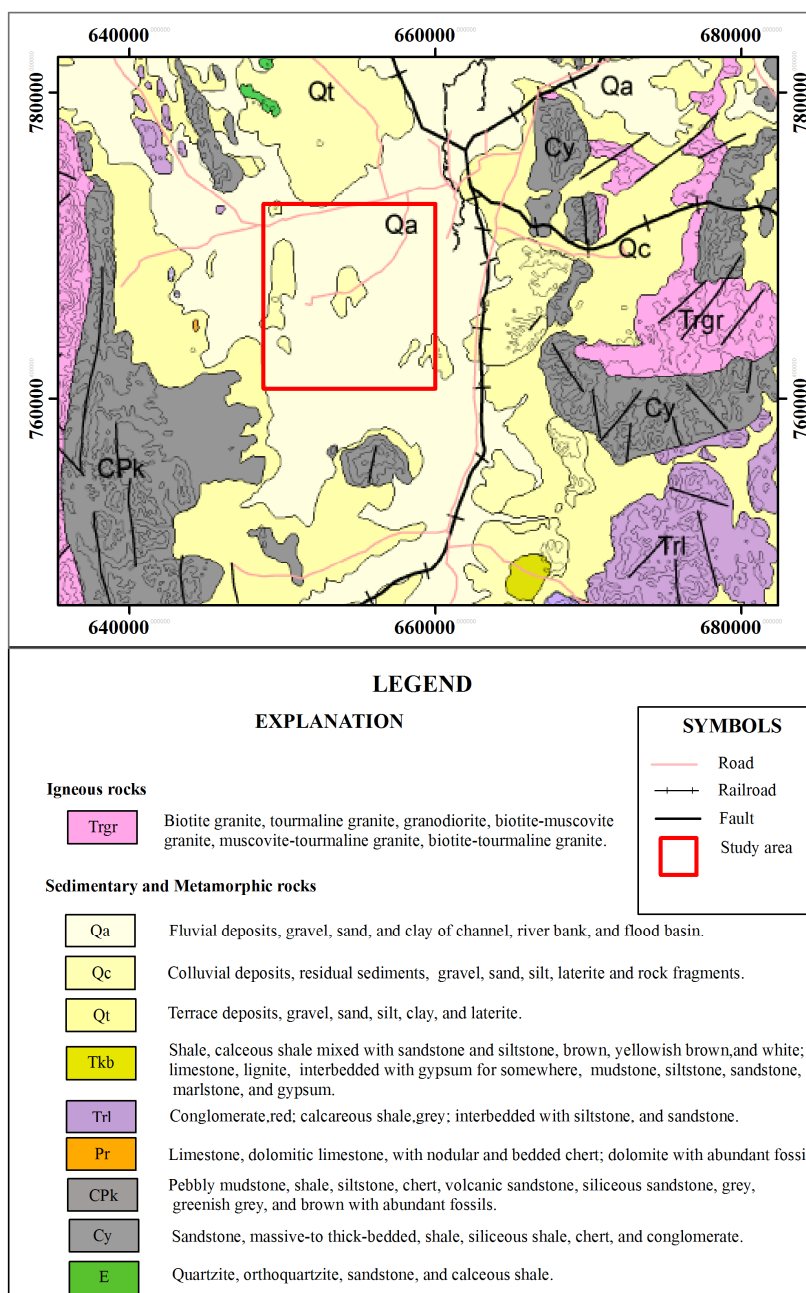 640000 660000 680000
780000 780000
Qt
Qa
Cy
Qa
Qc
Trgr
760000 760000
Cy
CPk
Trl
640000 660000 680000
LEGEND
EXPLANATION
SYMBOLS
Road
Railroad
Fault
Study area
Igneous rocks
Trgr Biotite granite, tourmaline granite, granodiorite, biotite-muscovite
granite, muscovite-tourmaline granite, biotite-tourmaline granite.
Sedimentary and Metamorphic rocks
Qa Fluvial deposits, gravel, sand, and clay of channel, river bank, and flood basin.
Qc Colluvial deposits, residual sediments, gravel, sand, silt, laterite and rock fragments.
Qt Terrace deposits, gravel, sand, silt, clay, and laterite.
Tkb Shale, calceous shale mixed with sandstone and siltstone, brown, yellowish brown,and white;
limestone, lignite, interbedded with gypsum for somewhere, mudstone, siltstone, sandstone,
marlstone, and gypsum.
Trl Conglomerate,red; calcareous shale,grey; interbedded with siltstone, and sandstone.
Pr Limestone, dolomitic limestone, with nodular and bedded chert; dolomite with abundant fossi
CPk Pebbly mudstone, shale, siltstone, chert, volcanic sandstone, siliceous sandstone, grey,
greenish grey, and brown with abundant fossils.
Cy Sandstone, massive-to thick-bedded, shale, siliceous shale, chert, and conglomerate.
E Quartzite, orthoquartzite, sandstone, and calceous shale.